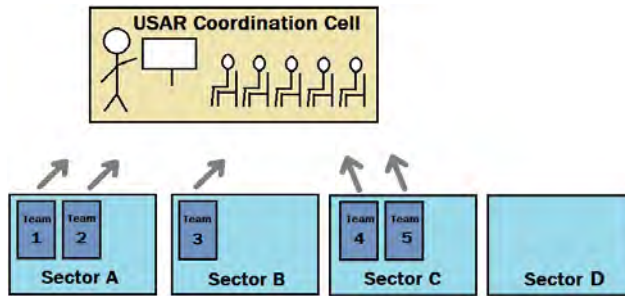 USAR Coordination Cell
Team
1
Team
2
Sector A
Team
3
Sector B
Team
4
Team
5
Sector C
Sector D